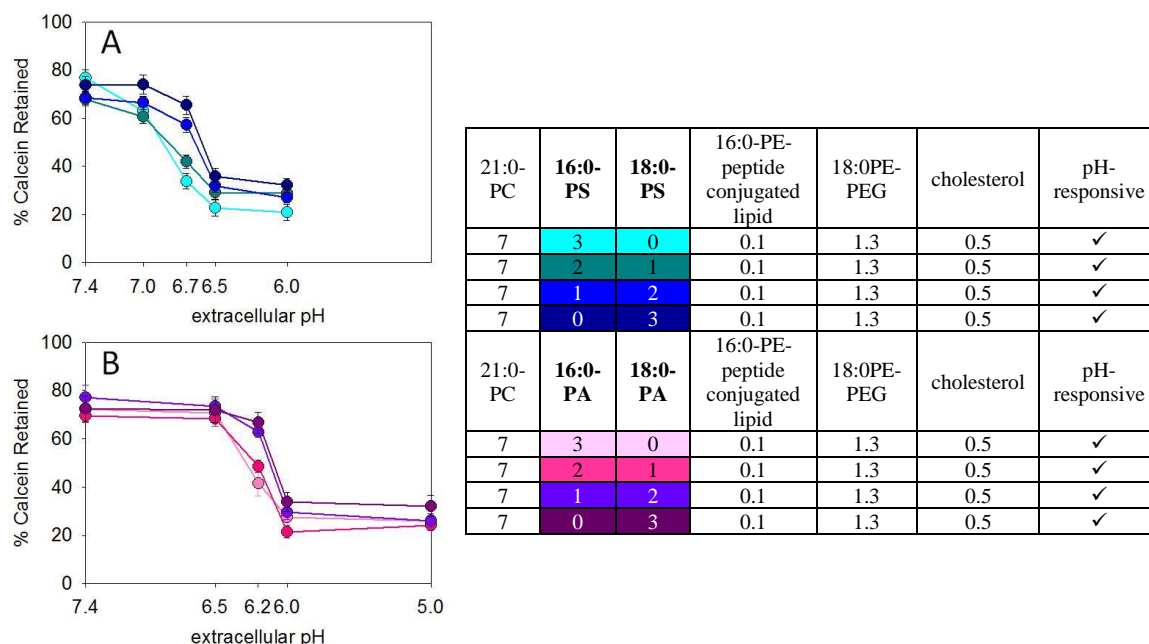 A
100
80
60
40
20
0
% Calcein Retained
7.4 7.0 6.7 6.5 6.0
extracellular pH
B
100
80
60
40
20
0
% Calcein Retained
7.4 6.5 6.2 6.0 5.0
extracellular pH
21:0-PC 16:0-PS 18:0-PS 16:0-PE-peptide conjugated lipid 18:0PE-PEG cholesterol pH-responsive
7 3 0 0.1 1.3 0.5 ✓
7 2 1 0.1 1.3 0.5 ✓
7 1 2 0.1 1.3 0.5 ✓
7 0 3 0.1 1.3 0.5 ✓
21:0-PC 16:0-PA 18:0-PA 16:0-PE-peptide conjugated lipid 18:0PE-PEG cholesterol pH-responsive
7 3 0 0.1 1.3 0.5 ✓
7 2 1 0.1 1.3 0.5 ✓
7 1 2 0.1 1.3 0.5 ✓
7 0 3 0.1 1.3 0.5 ✓